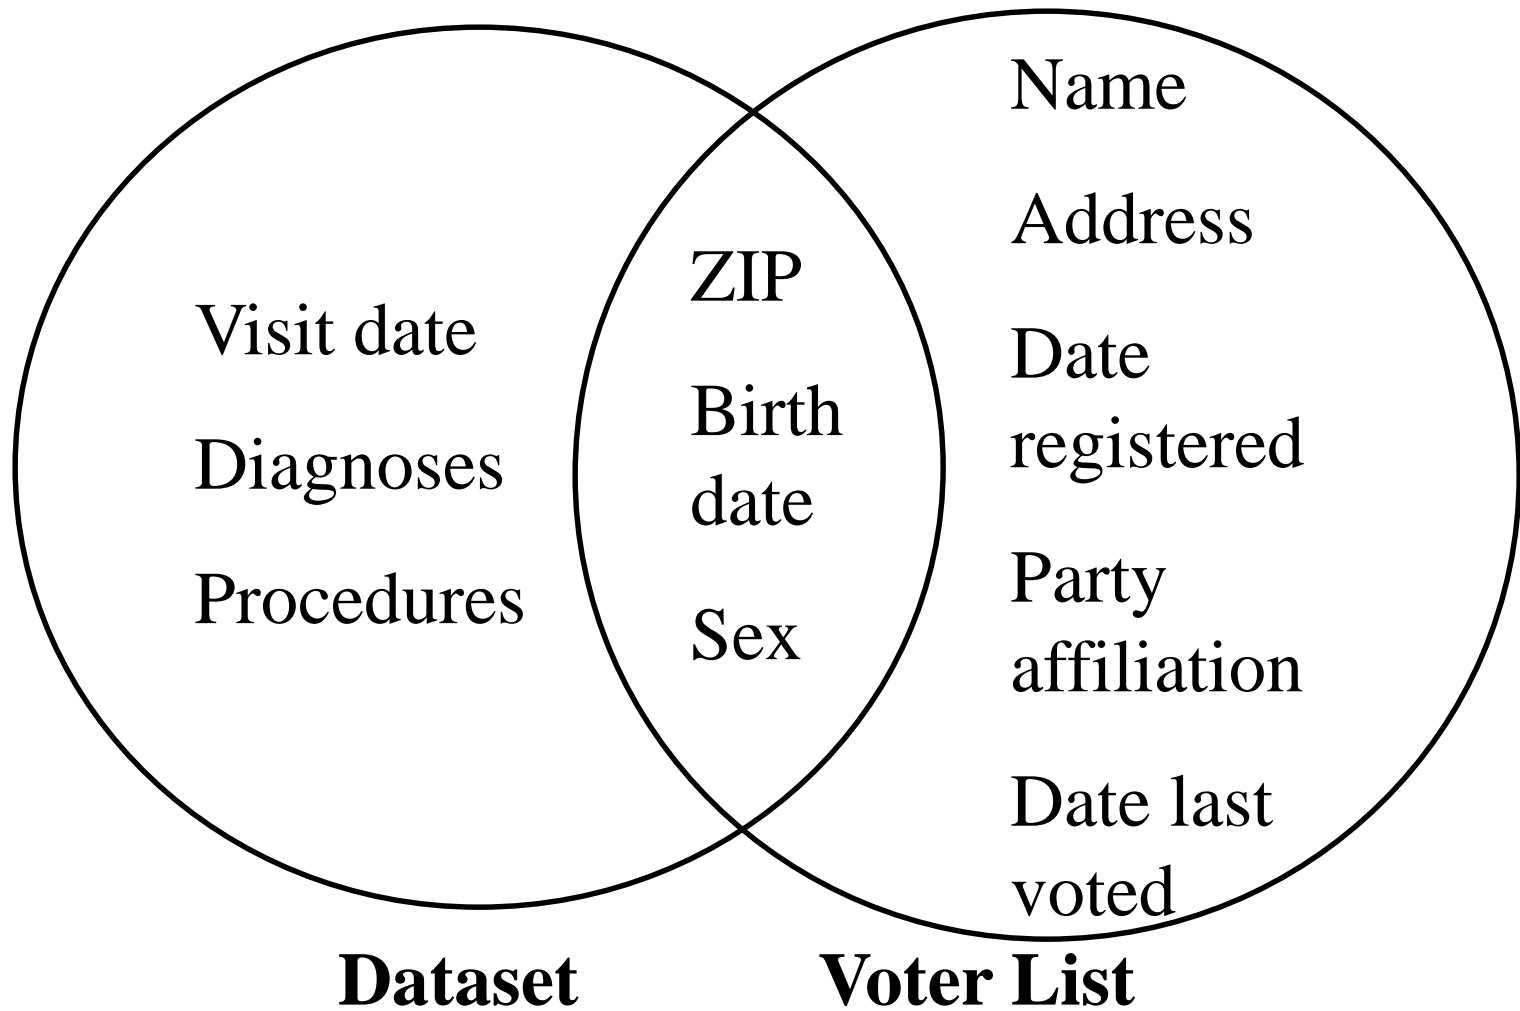 Visit date
Diagnoses
Procedures
ZIP
Birth
date
Sex
Name
Address
Date
registered
Party
affiliation
Date last
voted
Dataset
Voter List